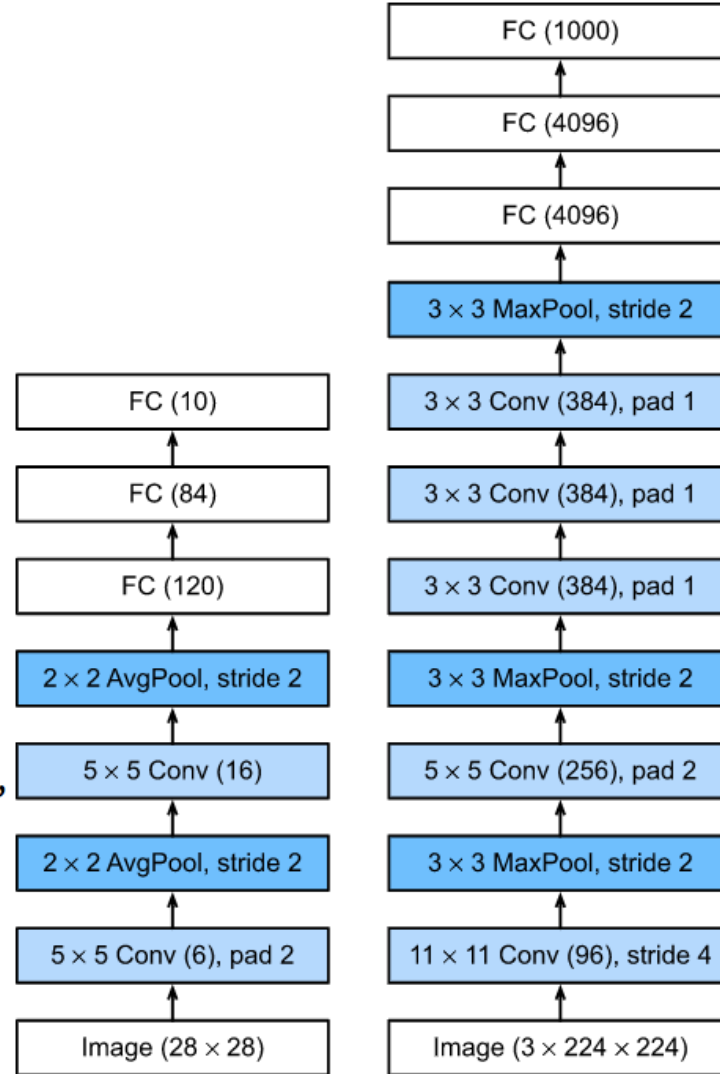 FC (10)
FC (84)
FC (120)
2 × 2 AvgPool, stride 2
5 × 5 Conv (16)
,
2 × 2 AvgPool, stride 2
5 × 5 Conv (6), pad 2
Image (28 × 28)
FC (1000)
FC (4096)
FC (4096)
3 × 3 MaxPool, stride 2
3 × 3 Conv (384), pad 1
3 × 3 Conv (384), pad 1
3 × 3 Conv (384), pad 1
3 × 3 MaxPool, stride 2
5 × 5 Conv (256), pad 2
3 × 3 MaxPool, stride 2
11 × 11 Conv (96), stride 4
Image (3 × 224 × 224)